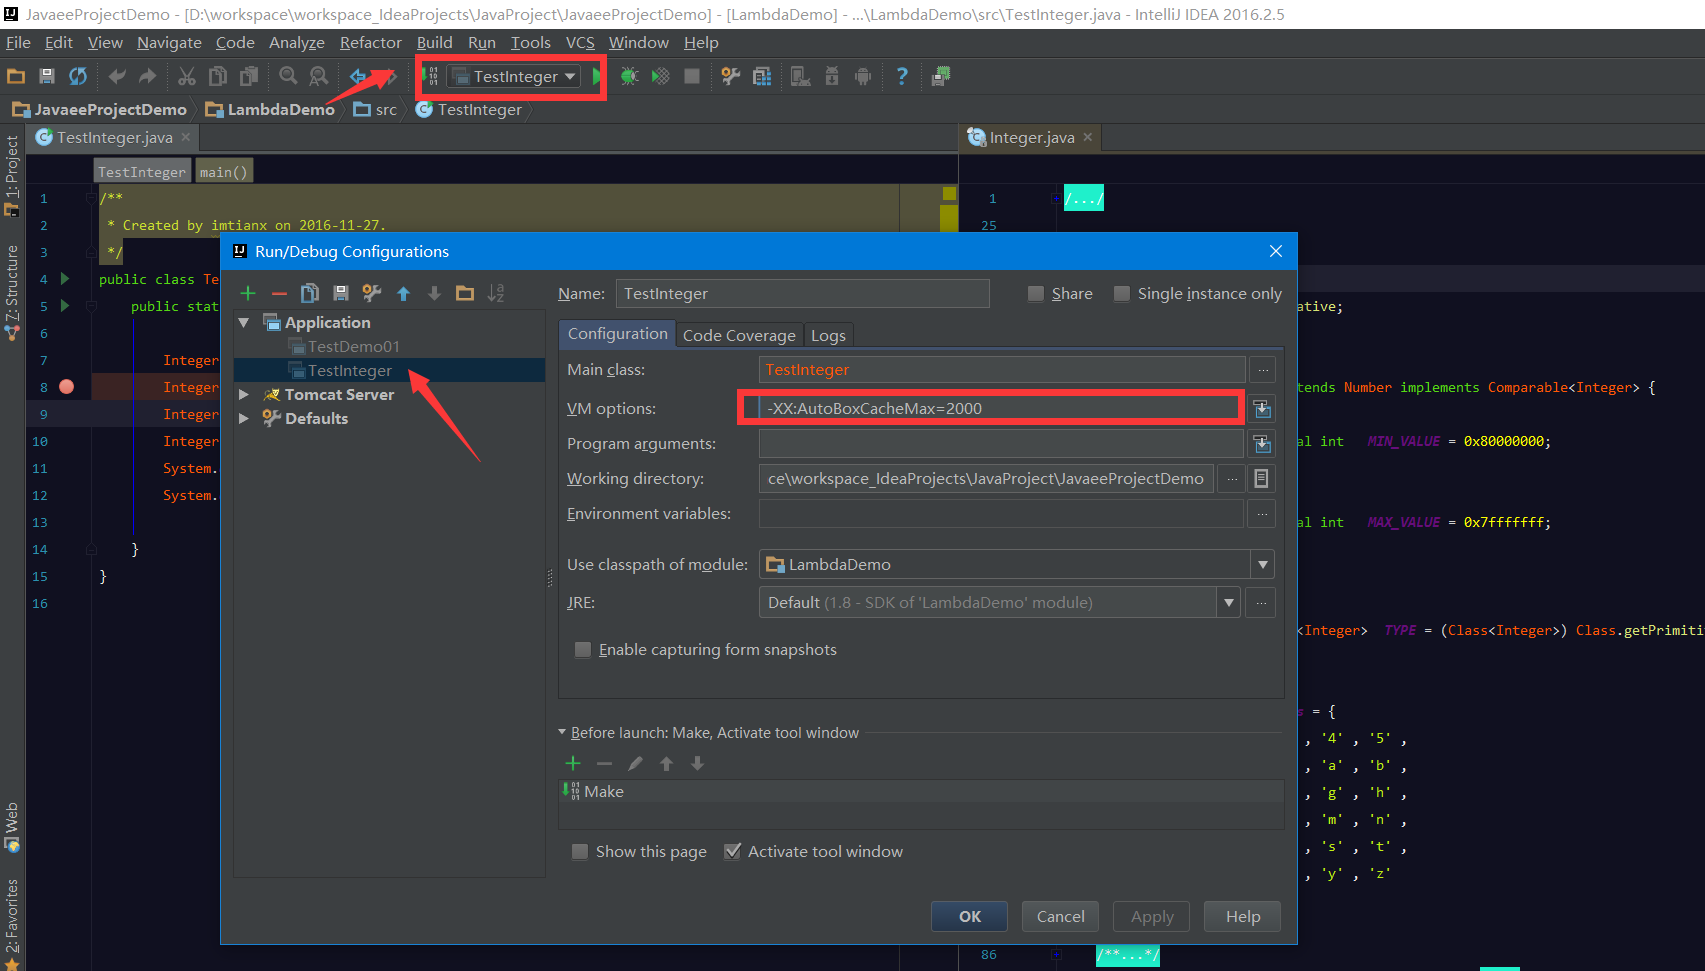 JavaeeProjectDemo - [D:\workspace\workspace_IdeaProjects\JavaProject\JavaeeProjectDemo] - [LambdaDemo] - ...\LambdaDemo\src\TestInteger.java - IntelliJ IDEA 2016.2.5
File Edit View Navigate Code Analyze Refactor Build Run Tools VCS Window Help
TestInteger
JavaeeProjectDemo LambdaDemo src TestInteger
TestInteger.java
Integer.java
1: Project
7: Structure
Web
2: Favorites
TestInteger main()
1 /**
2 * Created by imtianx on 2016-11-27.
3 */
4 public class Te
5 public stat
6
7 Integer
8 Integer
9 Integer
10 Integer
11 System.
12 System.
13
14 }
15 }
16
Run/Debug Configurations
Application
TestDemo01
TestInteger
Tomcat Server
Defaults
Name: TestInteger
Share
Single instance only
Configuration Code Coverage Logs
Main class: TestInteger
VM options: -XX:AutoBoxCacheMax=2000
Program arguments:
Working directory: ce\workspace_IdeaProjects\JavaProject\JavaeeProjectDemo
Environment variables:
Use classpath of module: LambdaDemo
JRE: Default (1.8 - SDK of 'LambdaDemo' module)
Enable capturing form snapshots
Before launch: Make, Activate tool window
Make
Show this page
Activate tool window
OK Cancel Apply Help
1 /.../
25
ative;
tends Number implements Comparable<Integer> {
al int MIN_VALUE = 0x80000000;
al int MAX_VALUE = 0x7fffffff;
<Integer> TYPE = (Class<Integer>) Class.getPrimiti
s = {
, '4' , '5' ,
, 'a' , 'b' ,
, 'g' , 'h' ,
, 'm' , 'n' ,
, 's' , 't' ,
, 'y' , 'z'
86 /**...*/